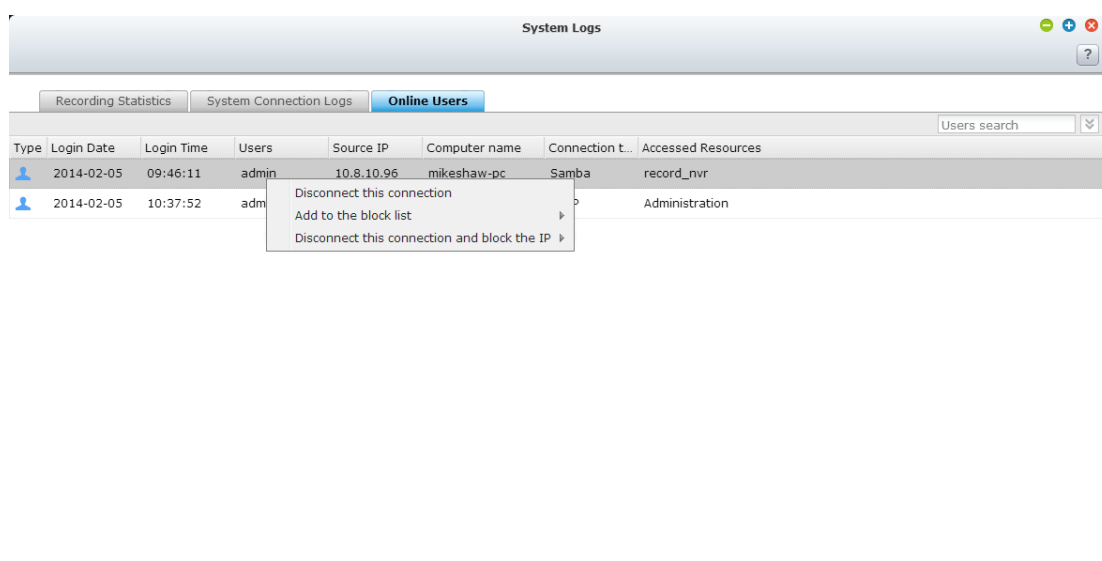 System Logs
?
Recording Statistics System Connection Logs Online Users
Users search
Type Login Date Login Time Users Source IP Computer name Connection t... Accessed Resources
2014-02-05 09:46:11 admin 10.8.10.96 mikeshaw-pc Samba record_nvr
Disconnect this connection
2014-02-05 10:37:52 adm P Administration
Add to the block list
Disconnect this connection and block the IP